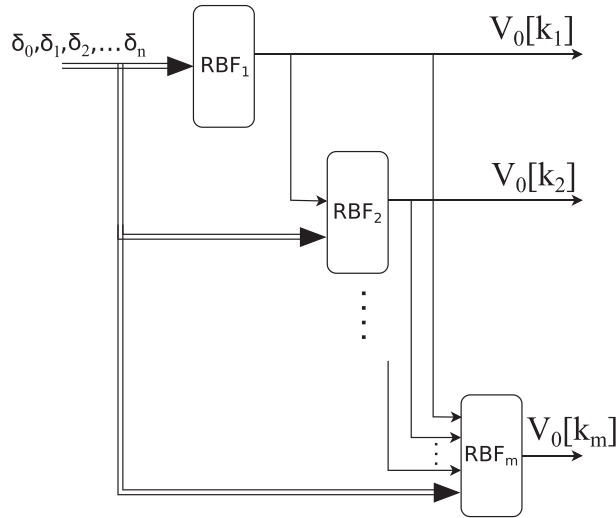 δ₀,δ₁,δ₂,...δₙ
RBF₁
V₀[k₁]
RBF₂
V₀[k₂]
RBFₘ
V₀[kₘ]